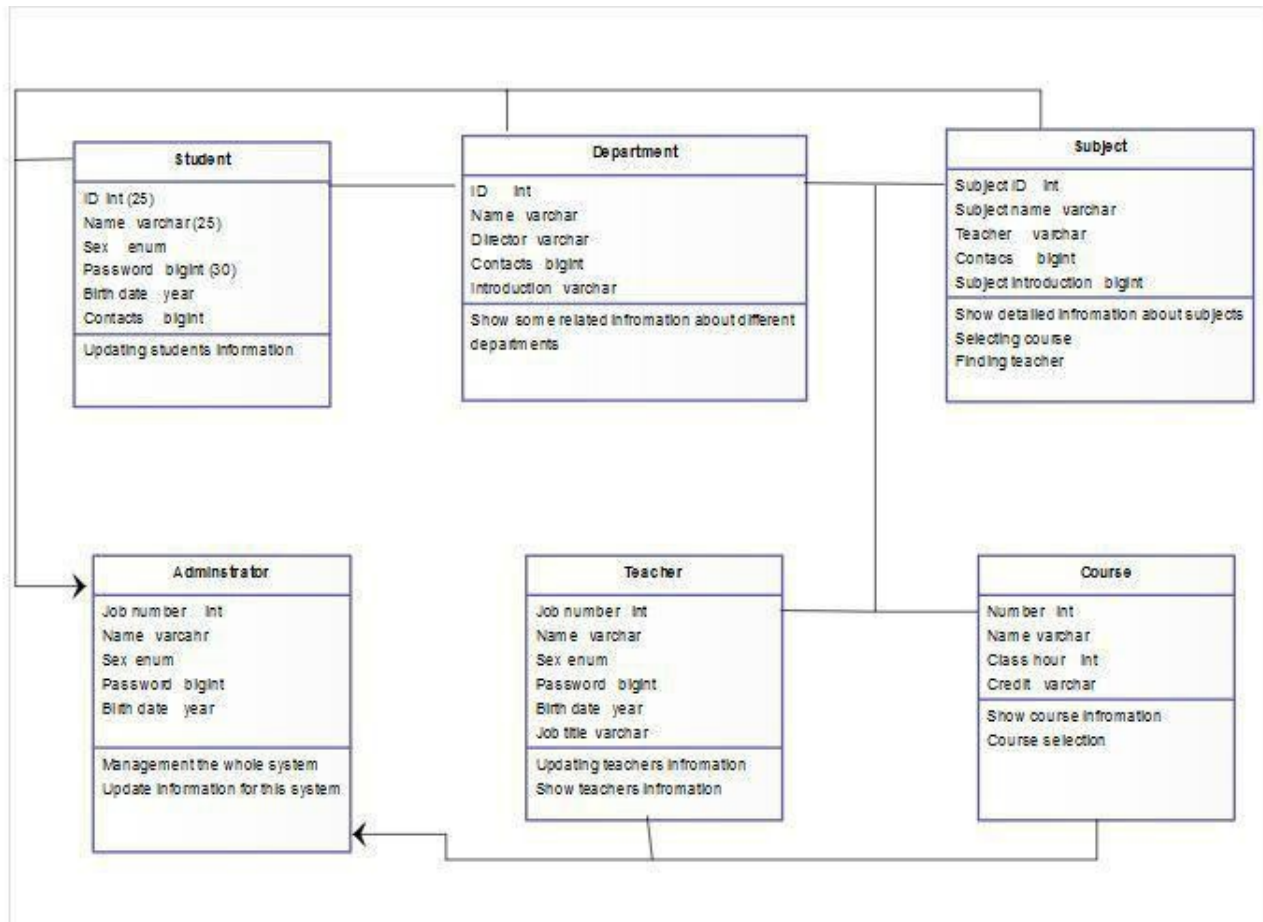 Student
ID Int (25)
Name varchar (25)
Sex enum
Password bigint (30)
Birth date year
Contacts bigint
Updating students information
Department
ID Int
Name varchar
Director varchar
Contacts bigint
Introduction varchar
Show some related infromation about different
departments
Subject
Subject ID Int
Subject name varchar
Teacher varchar
Contacs bigint
Subject introduction bigint
Show detailed infromation about subjects
Selecting course
Finding teacher
Adminstrator
Job number Int
Name varcahr
Sex enum
Password bigint
Birth date year
Management the whole system
Update information for this system
Teacher
Job number Int
Name varchar
Sex enum
Password bigint
Birth date year
Job title varchar
Updating teachers infromation
Show teachers infromation
Course
Number Int
Name varchar
Class hour Int
Credit varchar
Show course infromation
Course selection